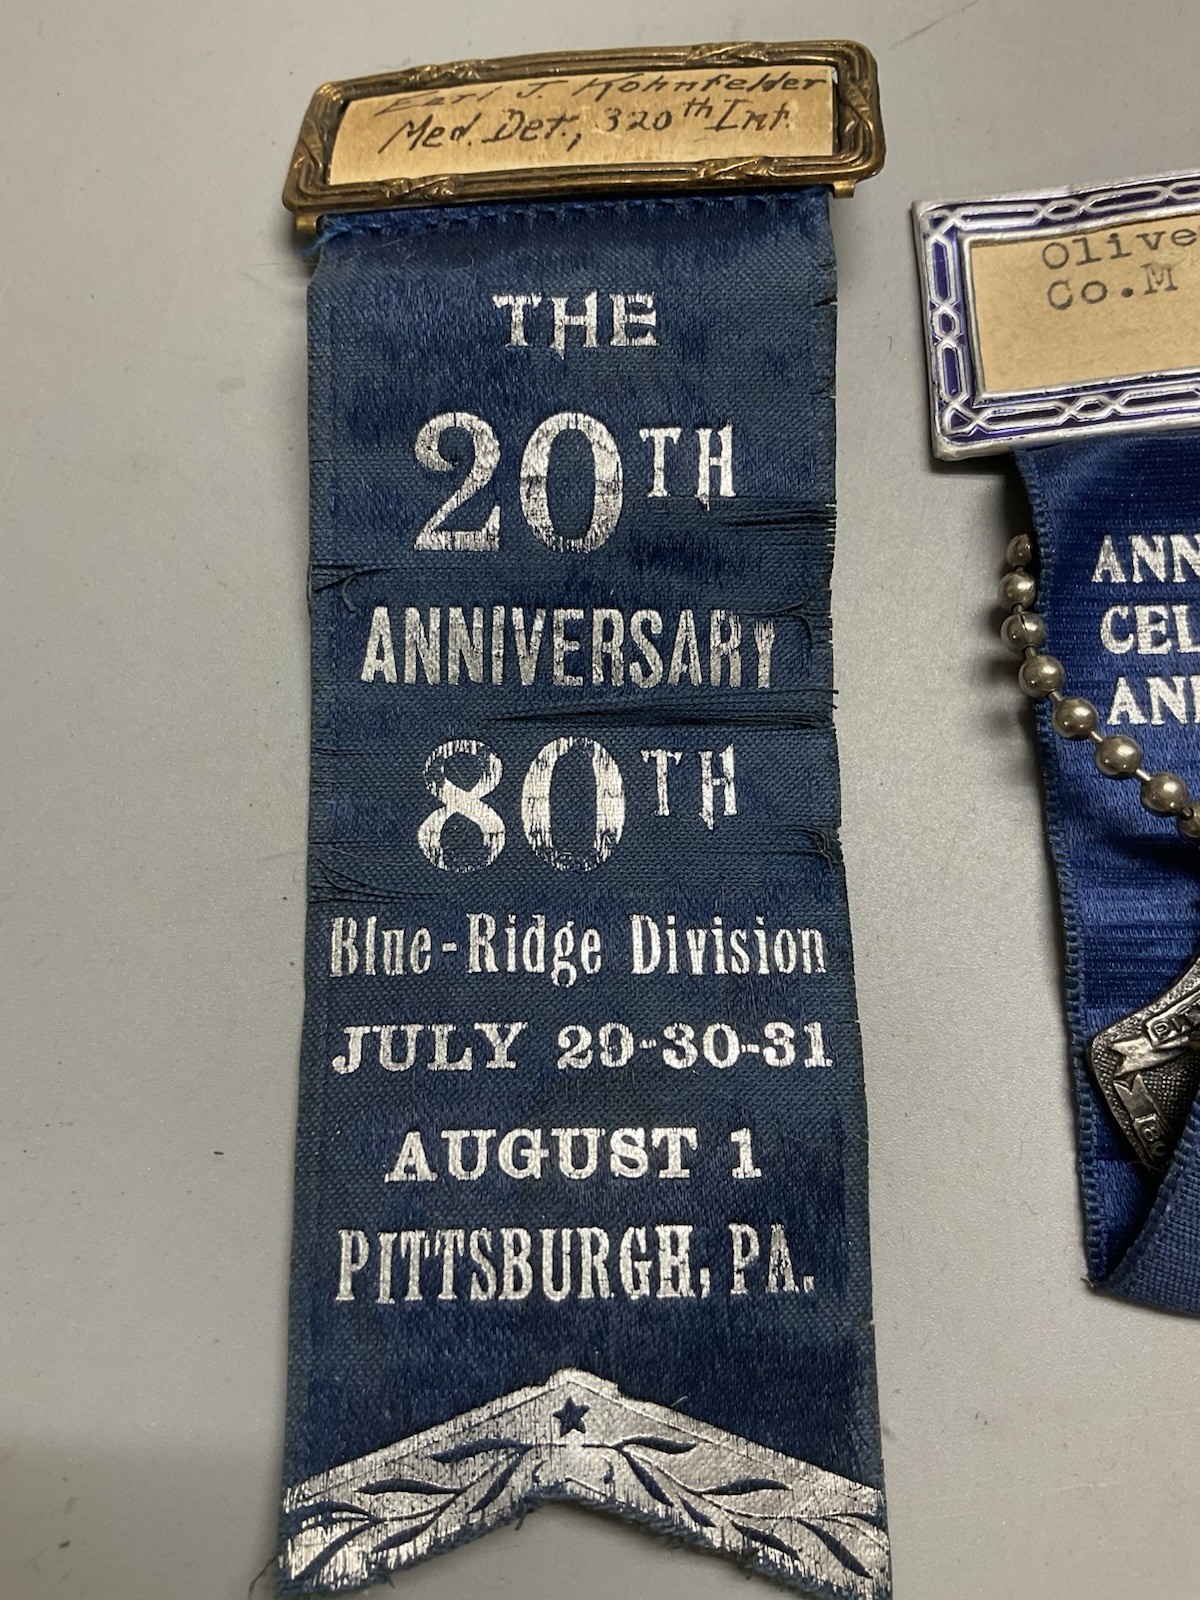 Earl J. Kohnfelder
Med. Det., 320th Inf.
THE
20TH
ANNIVERSARY
80TH
Blue-Ridge Division
JULY 29-30-31
AUGUST 1
PITTSBURGH, PA.
Olive
Co.M
ANN
CEL
AN